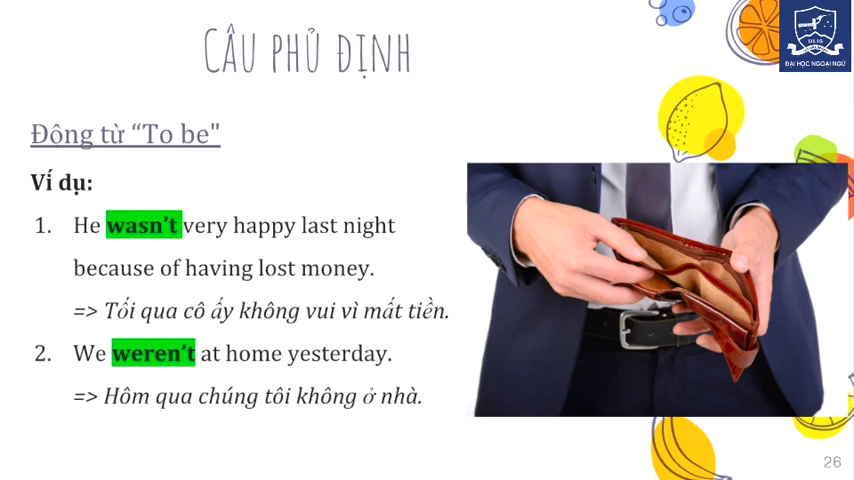 CÂU PHỦ ĐỊNH
ULIS
ĐẠI HỌC NGOẠI NGỮ
Đông từ “To be"
Ví dụ:
1. He wasn’t very happy last night
because of having lost money.
=> Tối qua cô ấy không vui vì mất tiền.
2. We weren’t at home yesterday.
=> Hôm qua chúng tôi không ở nhà.
26